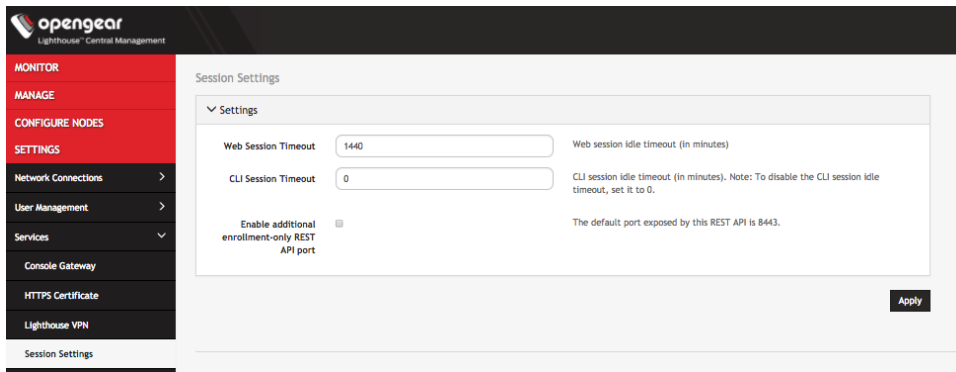 opengear
Lighthouse™ Central Management
MONITOR
MANAGE
CONFIGURE NODES
SETTINGS
Network Connections
User Management
Services
Console Gateway
HTTPS Certificate
Lighthouse VPN
Session Settings
Session Settings
Settings
Web Session Timeout
1440
Web session idle timeout (in minutes)
CLI Session Timeout
0
CLI session idle timeout (in minutes). Note: To disable the CLI session idle
timeout, set it to 0.
Enable additional
enrollment-only REST
API port
The default port exposed by this REST API is 8443.
Apply